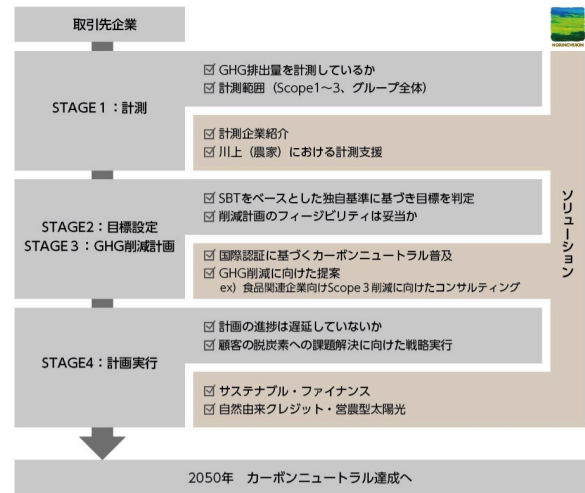 取引先企業
NORINCHUKIN
STAGE1：計測
☑ GHG排出量を計測しているか
☑ 計測範囲（Scope1～3、グループ全体）
☑ 計測企業紹介
☑ 川上（農家）における計測支援
STAGE2：目標設定
STAGE３：GHG削減計画
☑ SBTをベースとした独自基準に基づき目標を判定
☑ 削減計画のフィージビリティは妥当か
☑ 国際認証に基づくカーボンニュートラル普及
☑ GHG削減に向けた提案
ex）食品関連企業向けScope３削減に向けたコンサルティング
STAGE4：計画実行
☑ 計画の進捗は遅延していないか
☑ 顧客の脱炭素への課題解決に向けた戦略実行
☑ サステナブル・ファイナンス
☑ 自然由来クレジット・営農型太陽光
ソリューション
2050年　カーボンニュートラル達成へ